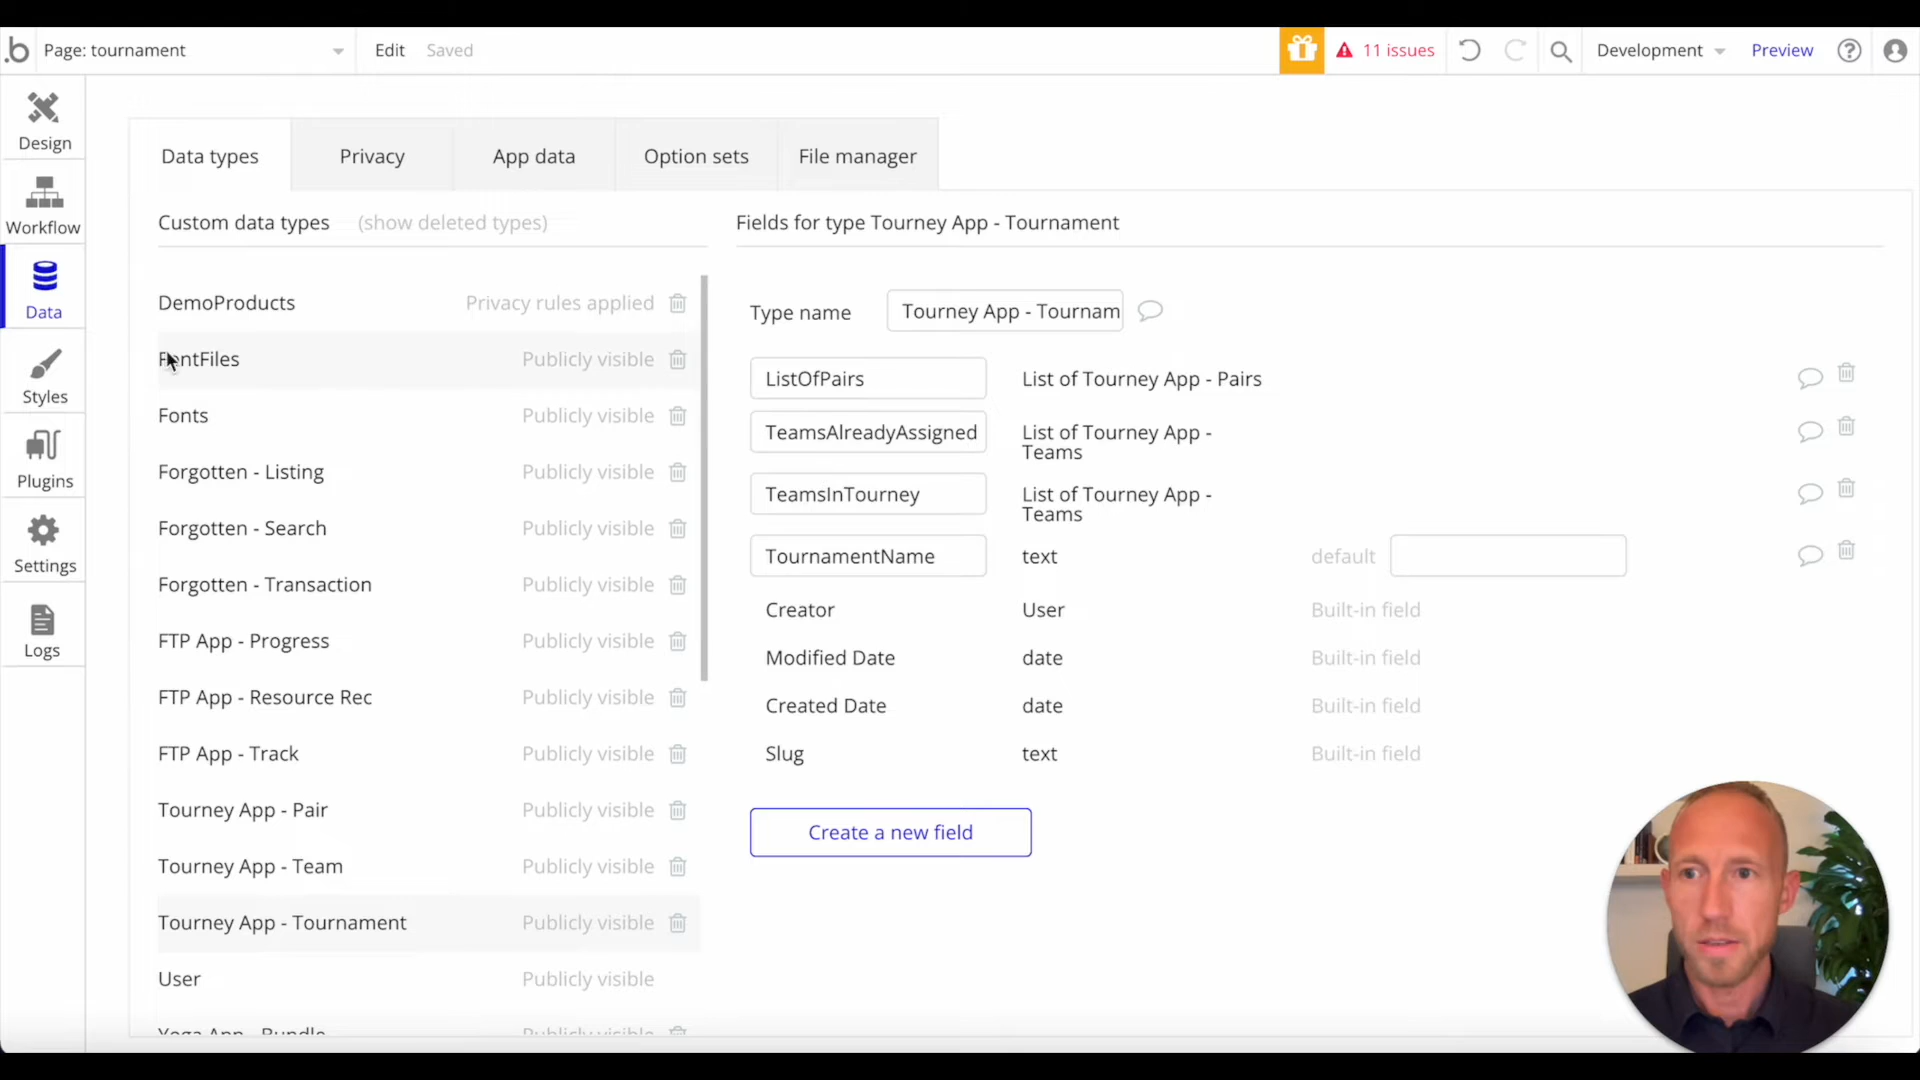 .b Page: tournament Edit Saved 11 issues Development Preview ?
Design
Workflow
Data
Styles
Plugins
Settings
Logs
Data types Privacy App data Option sets File manager
Custom data types (show deleted types)
DemoProducts Privacy rules applied
FontFiles Publicly visible
Fonts Publicly visible
Forgotten - Listing Publicly visible
Forgotten - Search Publicly visible
Forgotten - Transaction Publicly visible
FTP App - Progress Publicly visible
FTP App - Resource Rec Publicly visible
FTP App - Track Publicly visible
Tourney App - Pair Publicly visible
Tourney App - Team Publicly visible
Tourney App - Tournament Publicly visible
User Publicly visible
Yoga App - Bundle Publicly visible
Fields for type Tourney App - Tournament
Type name Tourney App - Tournam
ListOfPairs List of Tourney App - Pairs
TeamsAlreadyAssigned List of Tourney App -
Teams
TeamsInTourney List of Tourney App -
Teams
TournamentName text default
Creator User Built-in field
Modified Date date Built-in field
Created Date date Built-in field
Slug text Built-in field
Create a new field